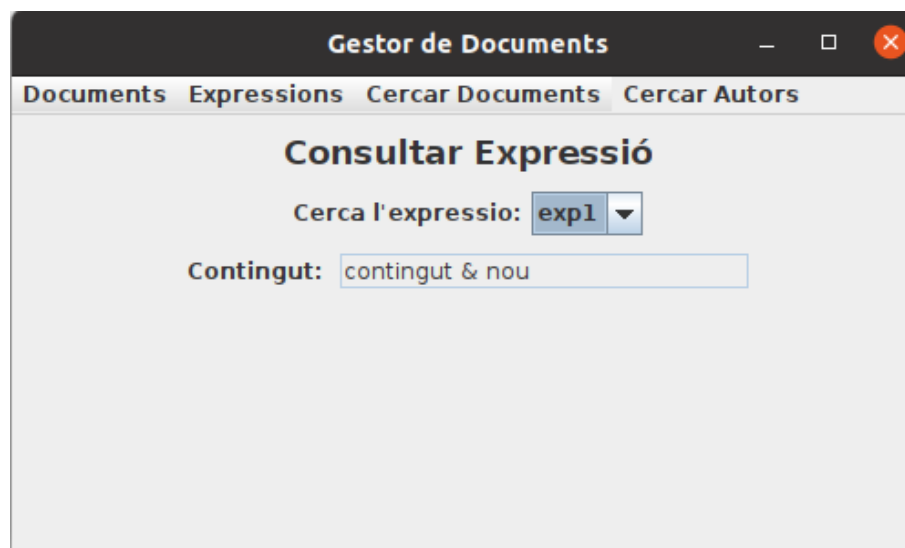 Gestor de Documents
Documents Expressions Cercar Documents Cercar Autors
Consultar Expressió
Cerca l'expressio: exp1
Contingut: contingut & nou